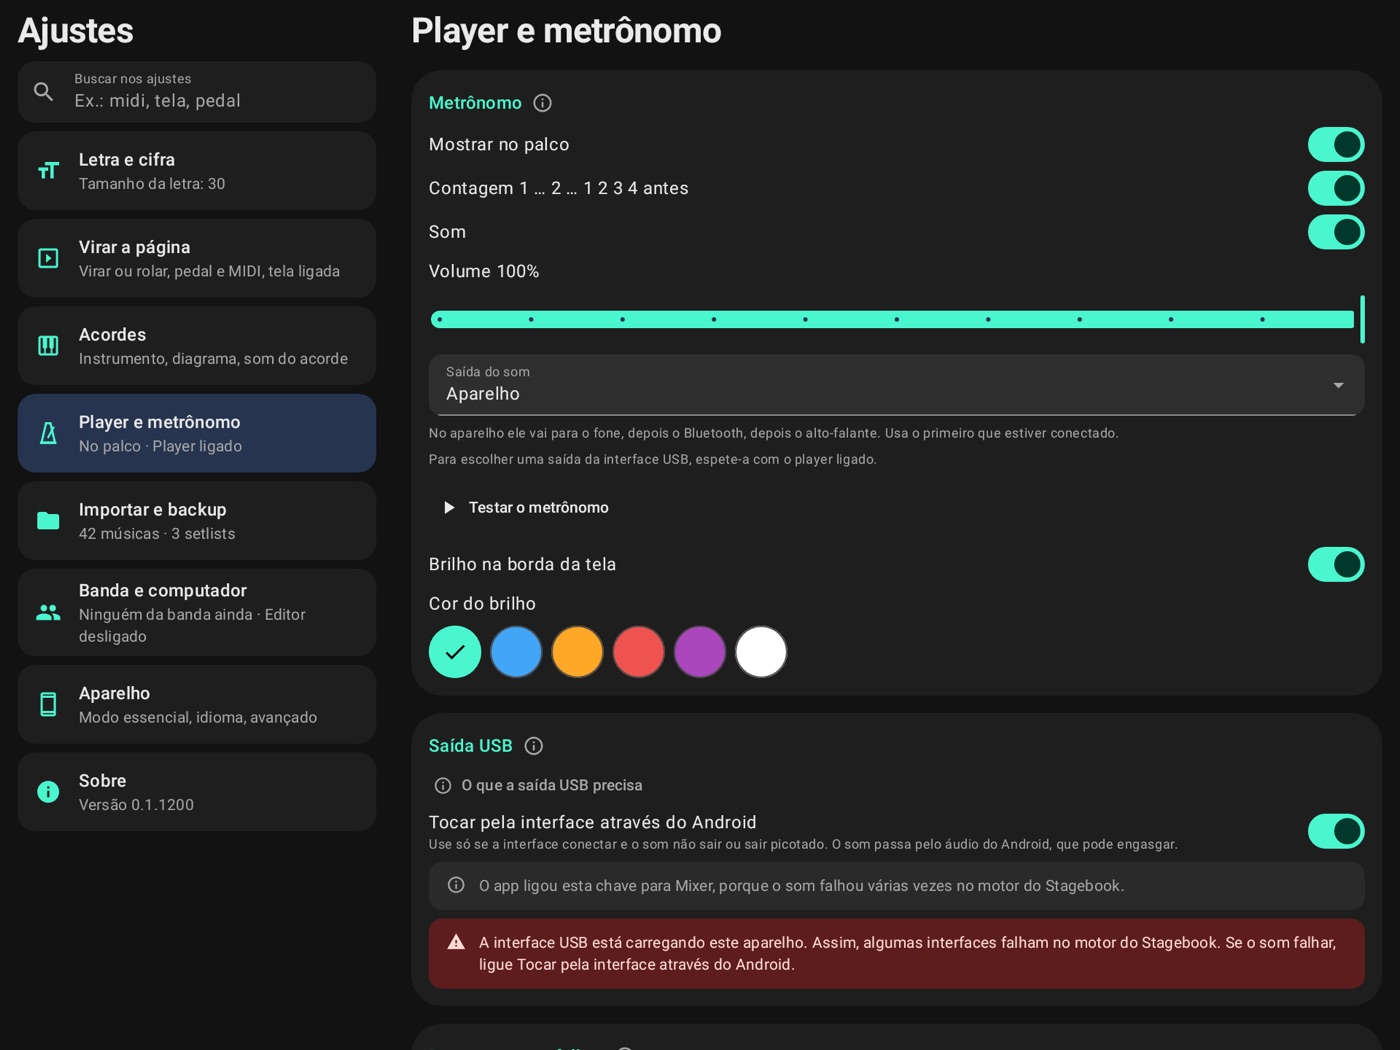 Ajustes
Buscar nos ajustes
Ex.: midi, tela, pedal
Letra e cifra
Tamanho da letra: 30
Virar a página
Virar ou rolar, pedal e MIDI, tela ligada
Acordes
Instrumento, diagrama, som do acorde
Player e metrônomo
No palco · Player ligado
Importar e backup
42 músicas · 3 setlists
Banda e computador
Ninguém da banda ainda · Editor
desligado
Aparelho
Modo essencial, idioma, avançado
Sobre
Versão 0.1.1200
Player e metrônomo
Metrônomo
Mostrar no palco
Contagem 1 ... 2 ... 1 2 3 4 antes
Som
Volume 100%
Saída do som
Aparelho
No aparelho ele vai para o fone, depois o Bluetooth, depois o alto-falante. Usa o primeiro que estiver conectado.
Para escolher uma saída da interface USB, espete-a com o player ligado.
Testar o metrônomo
Brilho na borda da tela
Cor do brilho
Saída USB
O que a saída USB precisa
Tocar pela interface através do Android
Use só se a interface conectar e o som não sair ou sair picotado. O som passa pelo áudio do Android, que pode engasgar.
O app ligou esta chave para Mixer, porque o som falhou várias vezes no motor do Stagebook.
A interface USB está carregando este aparelho. Assim, algumas interfaces falham no motor do Stagebook. Se o som falhar,
ligue Tocar pela interface através do Android.